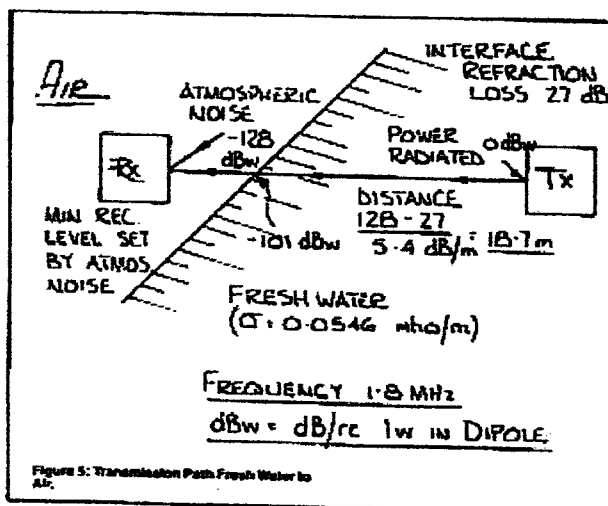 AIR
INTERFACE
REFRACTION
LOSS 27 dB
ATMOSPHERIC
NOISE
-128
dBW
Rx
POWER
RADIATED
0 dBW
Tx
MIN REC.
LEVEL SET
BY ATMOS
NOISE
-101 dBW
DISTANCE
128-27
5.4 dB/m = 18.7m
FRESH WATER
(σ = 0.0546 mho/m)
FREQUENCY 1.8 MHz
dBW = dB/re 1W IN DIPOLE
Figure 5: Transmission Path Fresh Water to
Air.